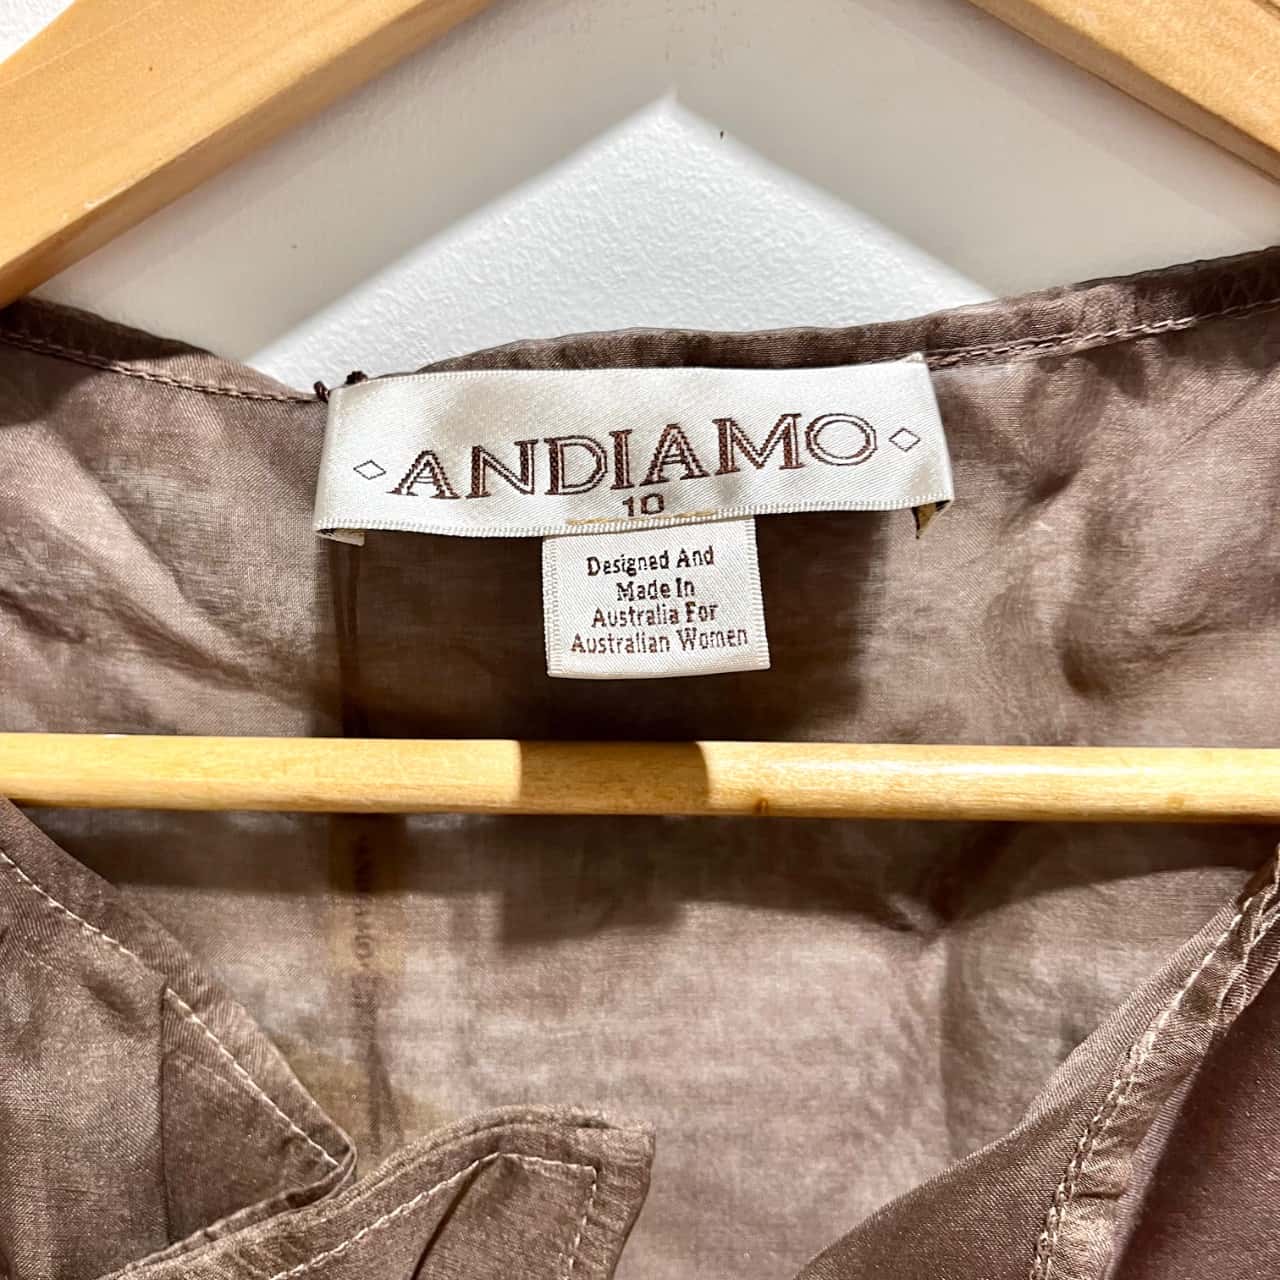 ANDIAMO
10
Designed And
Made In
Australia For
Australian Women